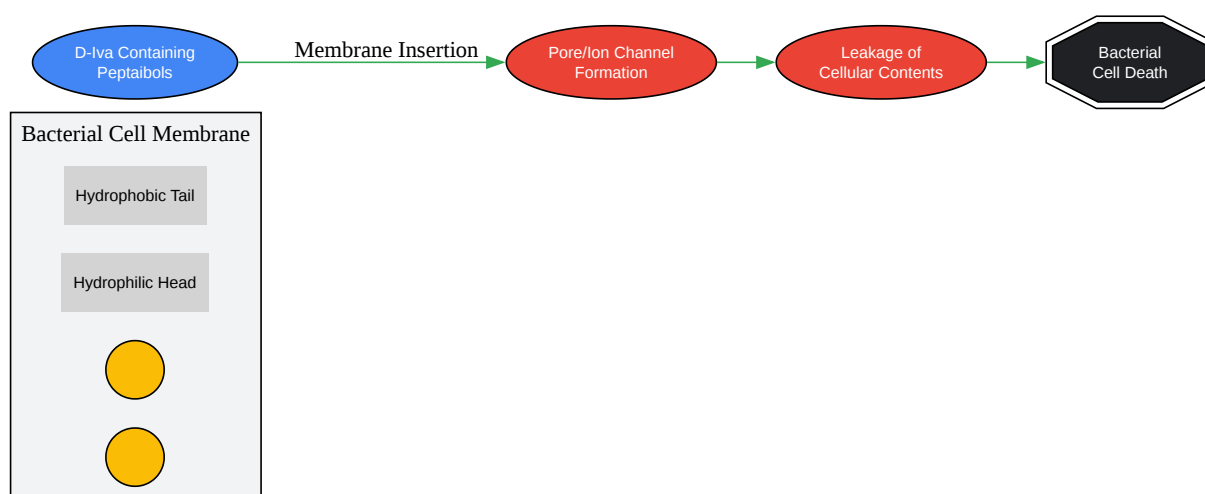 D-Iva Containing
Peptaibols
Membrane Insertion
Pore/Ion Channel
Formation
Leakage of
Cellular Contents
Bacterial
Cell Death
Bacterial Cell Membrane
Hydrophobic Tail
Hydrophilic Head